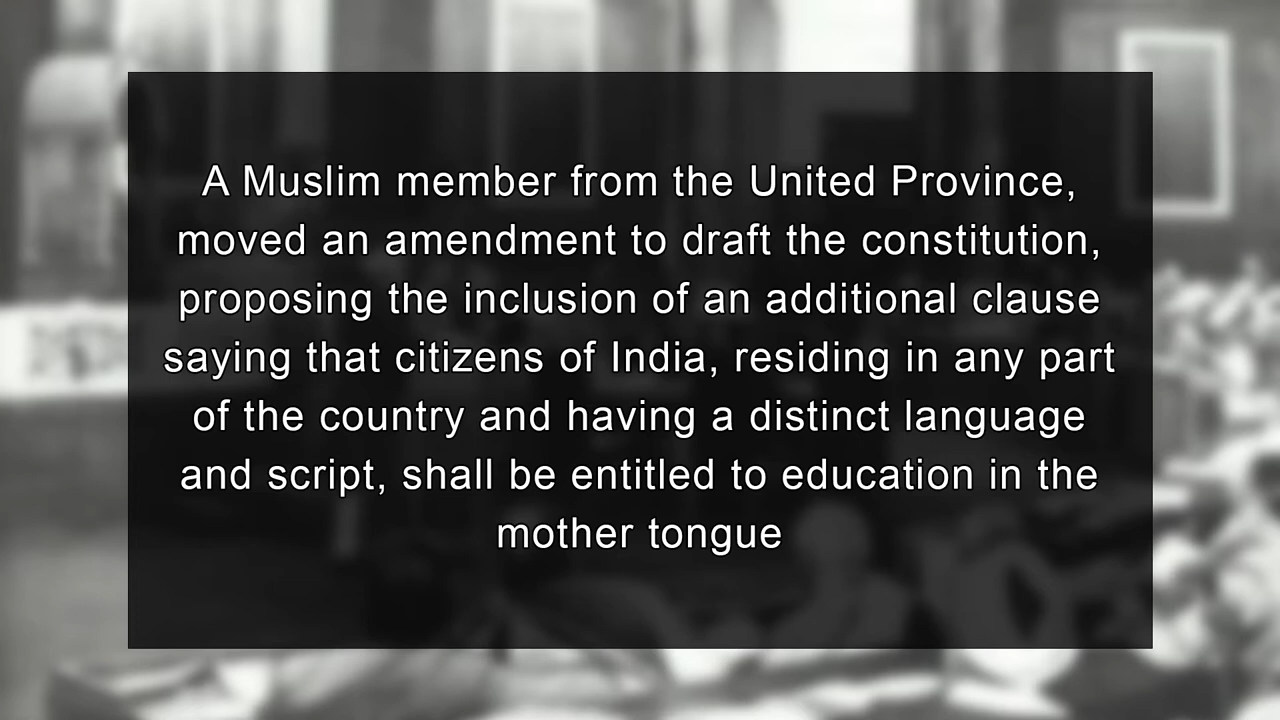 A Muslim member from the United Province,
moved an amendment to draft the constitution,
proposing the inclusion of an additional clause
saying that citizens of India, residing in any part
of the country and having a distinct language
and script, shall be entitled to education in the
mother tongue